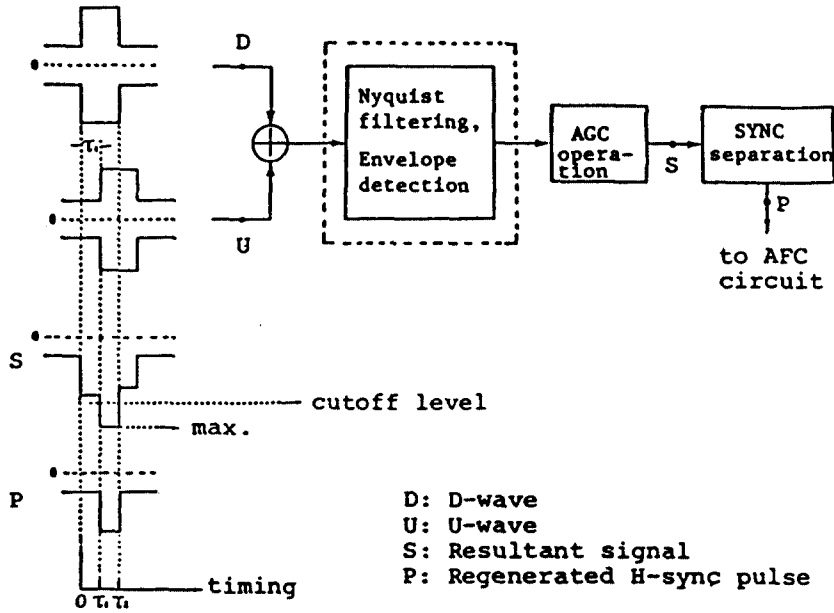 D
Nyquist
filtering,
Envelope
detection
AGC
opera-
tion
S
SYNC
separation
P
to AFC
circuit
τ₁
U
S
cutoff level
max.
P
D: D-wave
U: U-wave
S: Resultant signal
P: Regenerated H-sync pulse
timing
0 τ₁